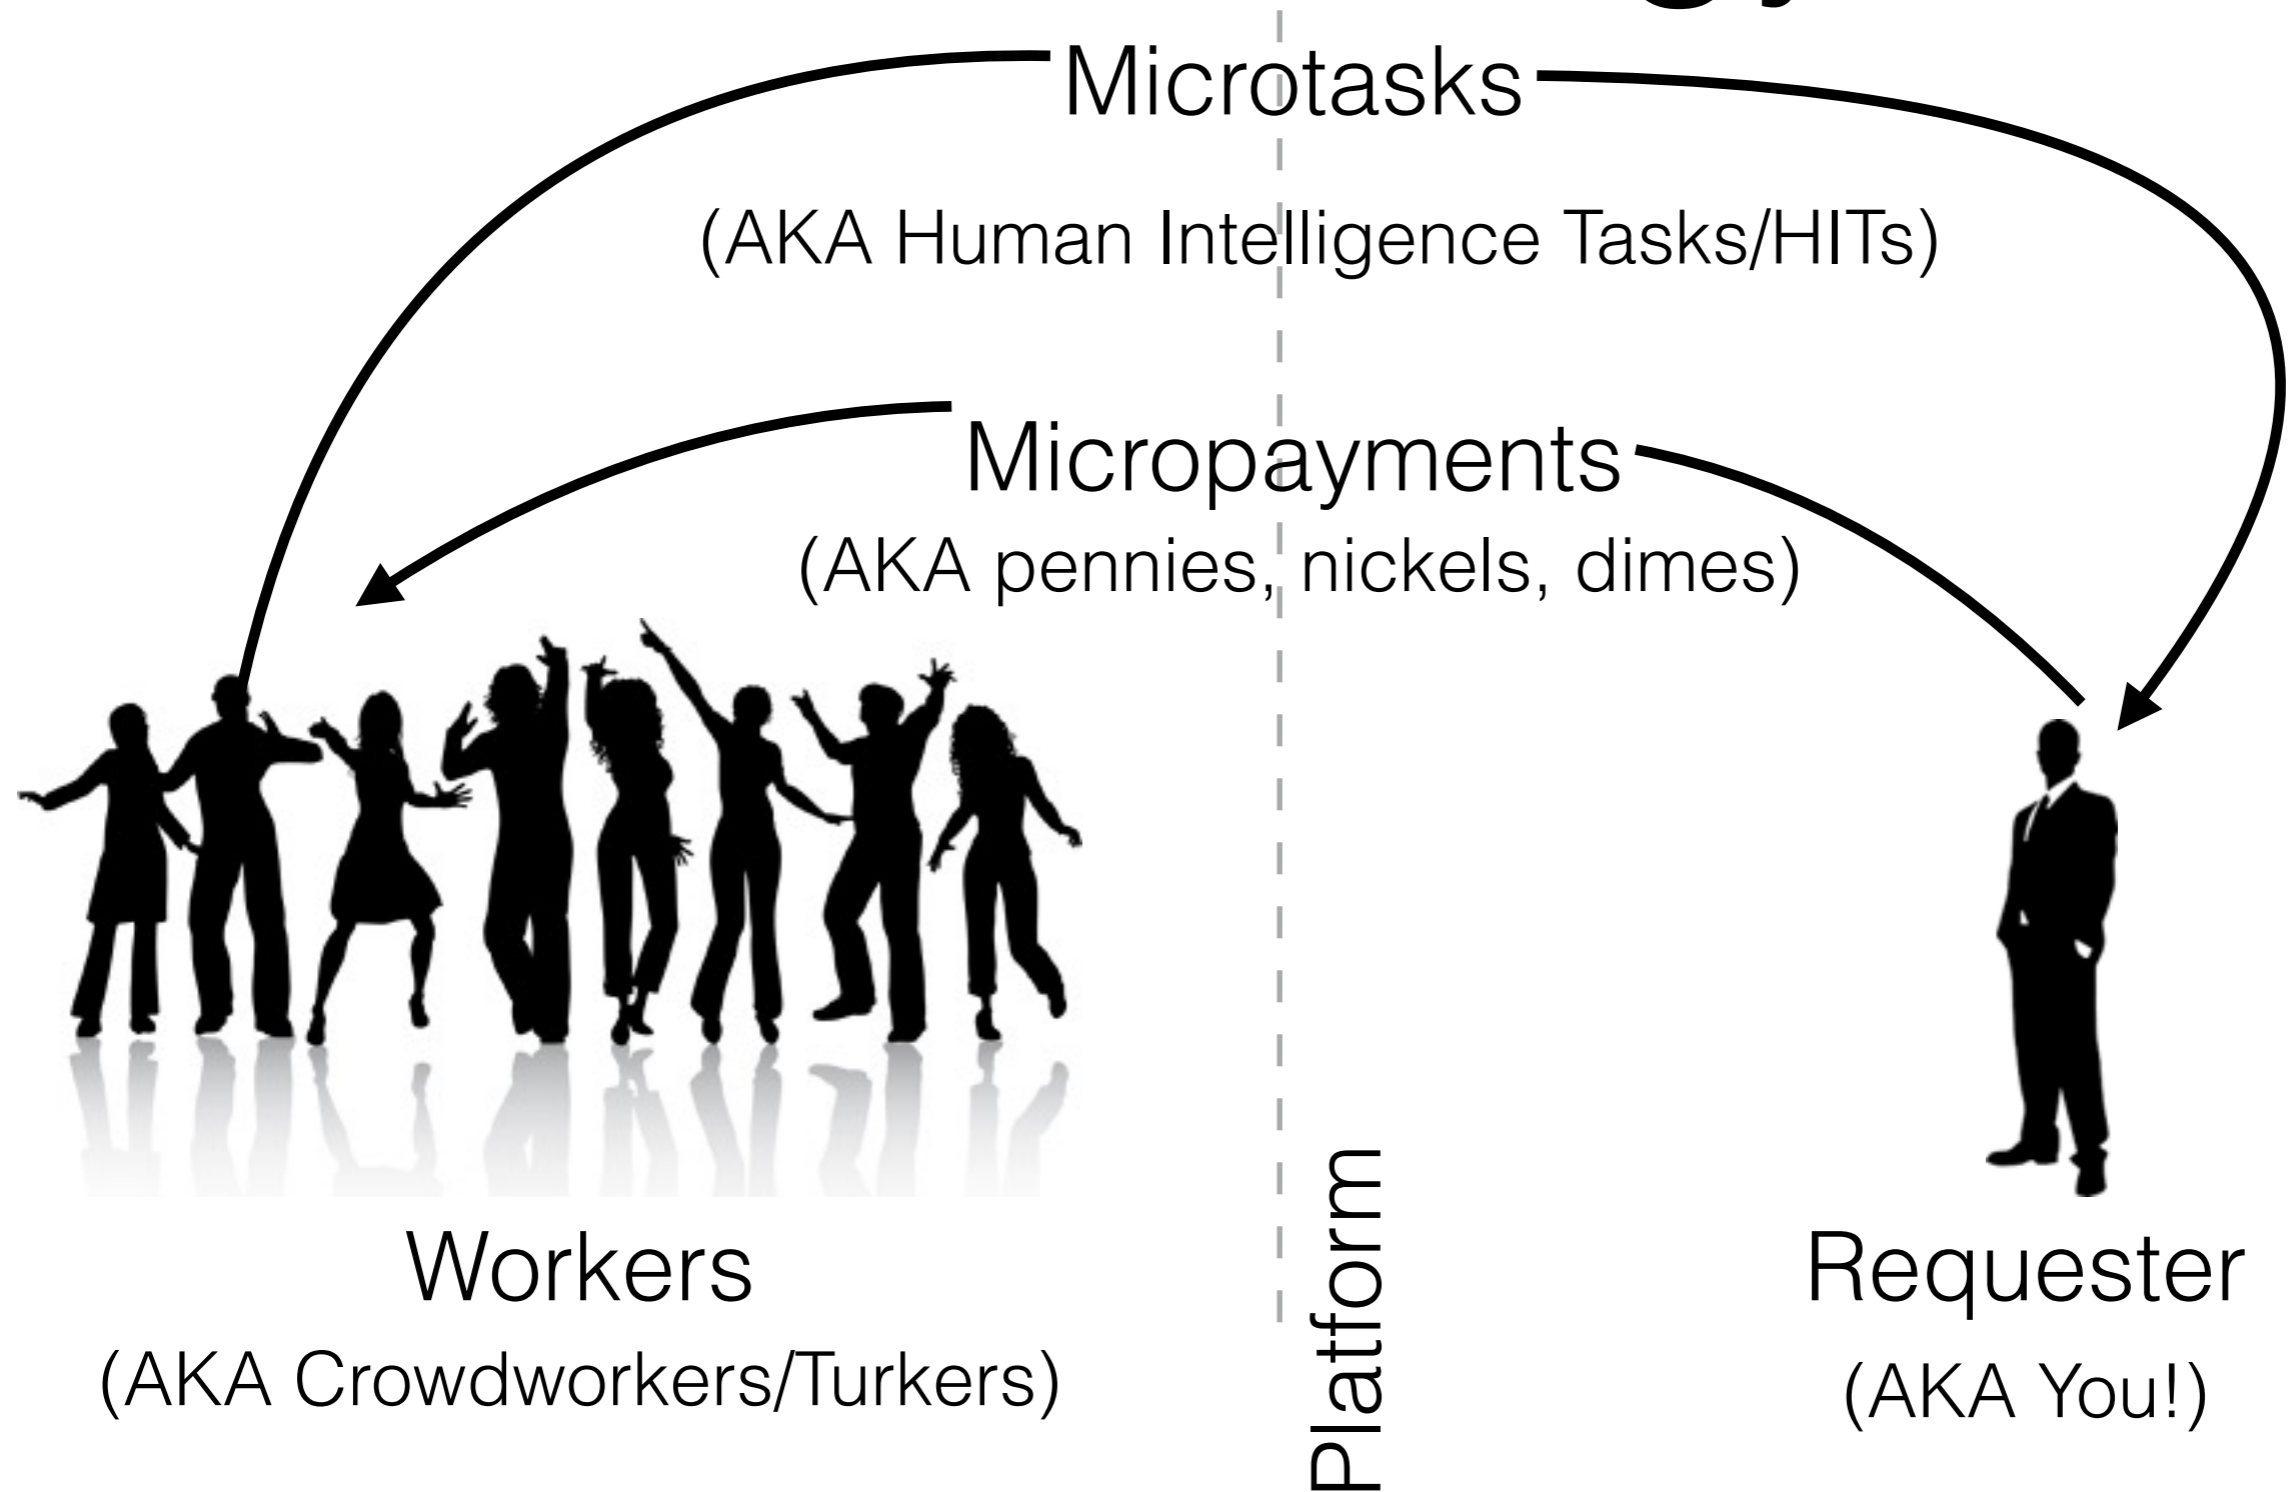 Microtasks
(AKA Human Intelligence Tasks/HITs)
Micropayments
(AKA pennies, nickels, dimes)
Platform
Workers
(AKA Crowdworkers/Turkers)
Requester
(AKA You!)